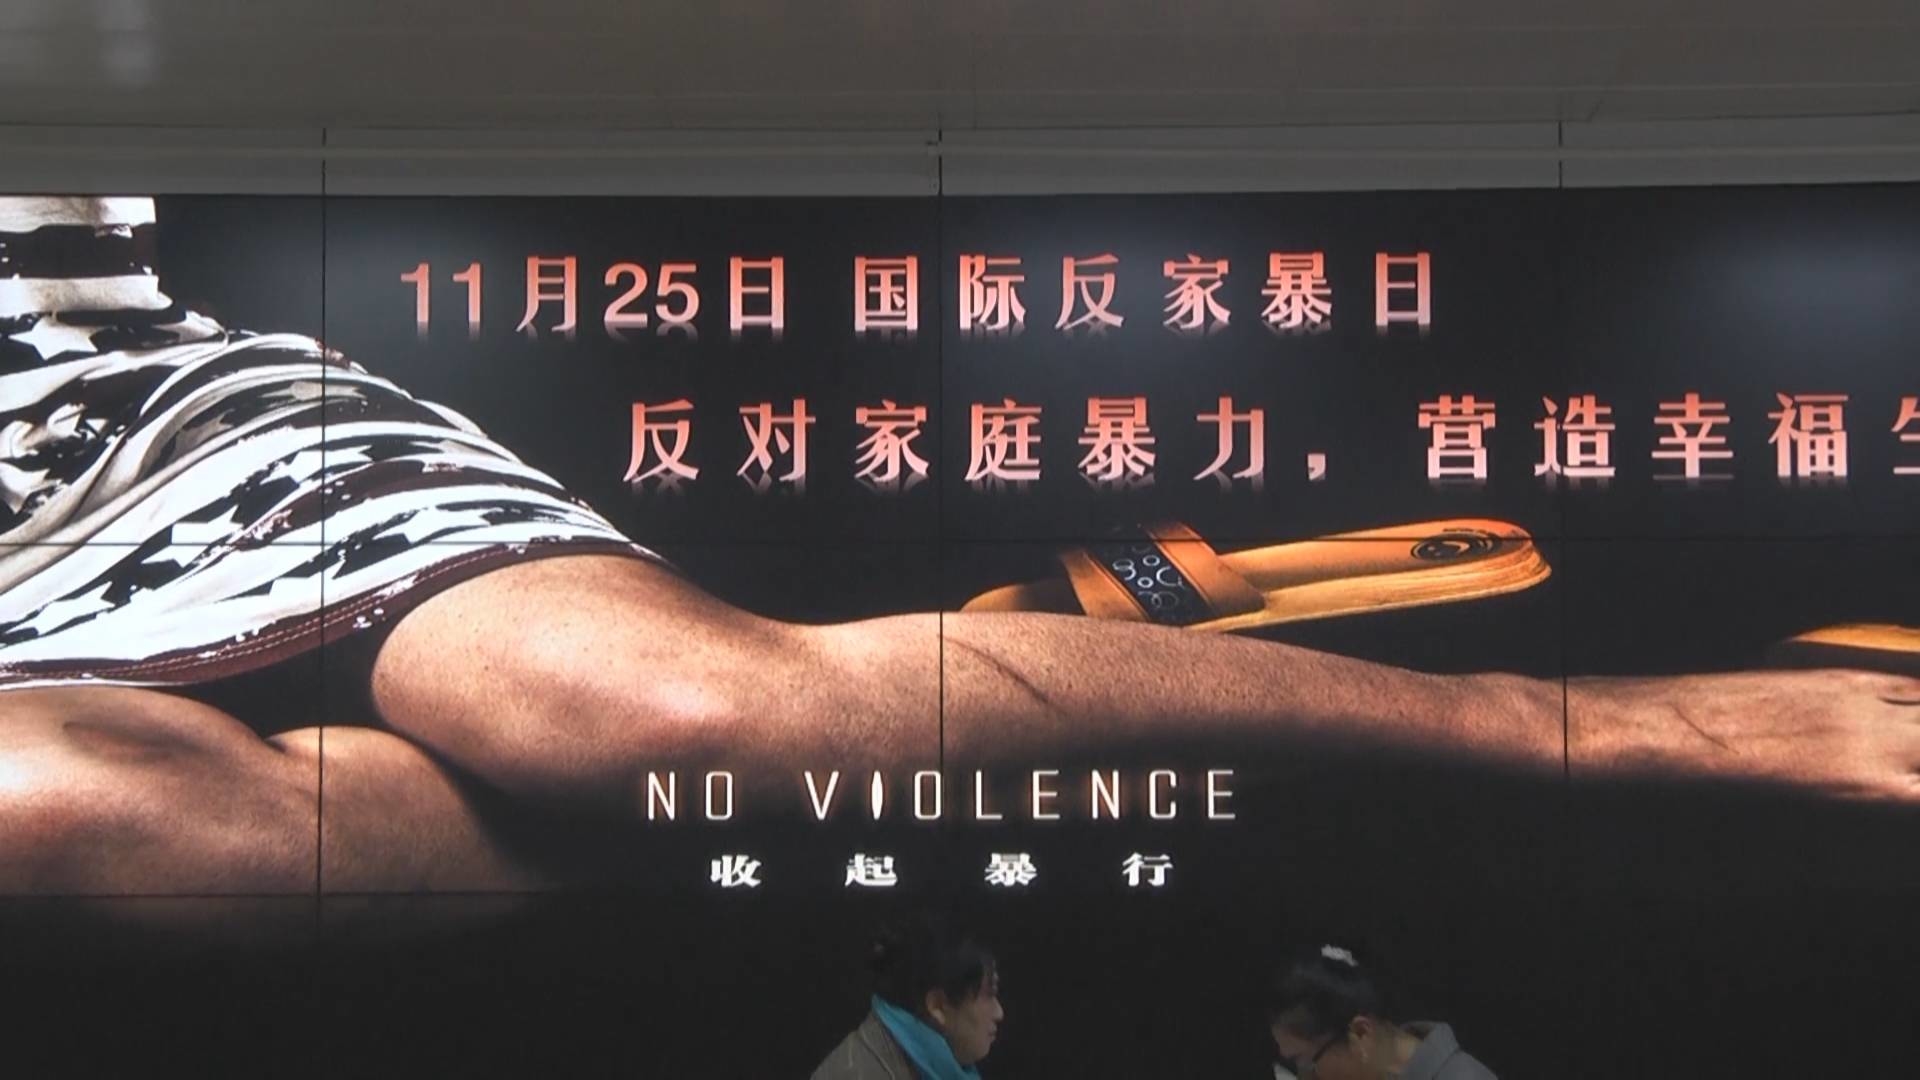 11月25日 国际反家暴日
反对家庭暴力，营造幸福生
NO VIOLENCE
收起暴行